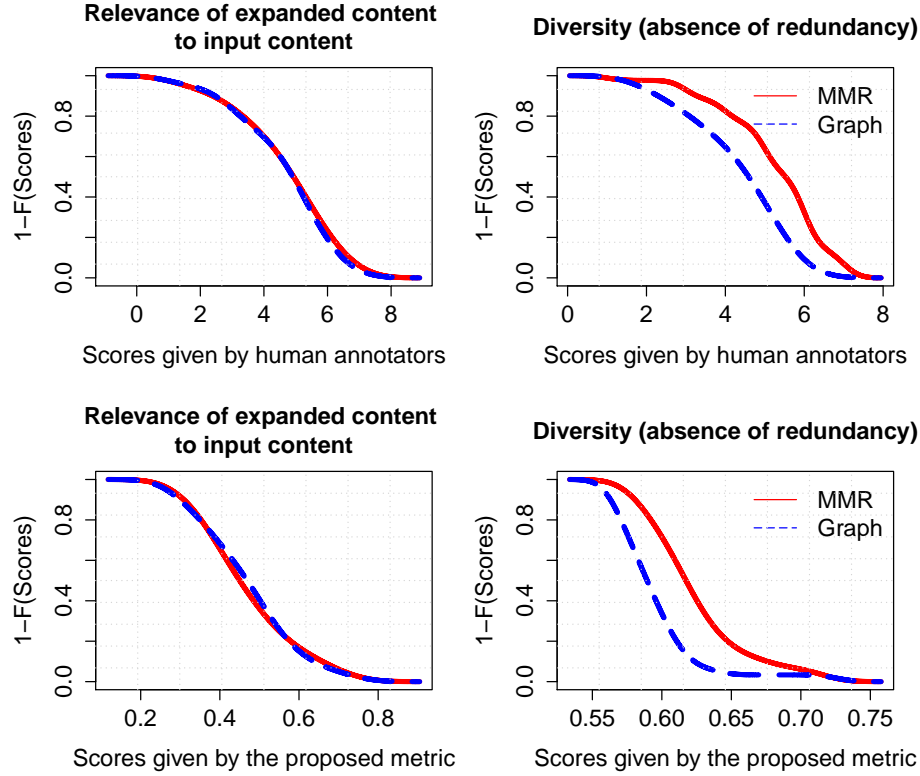 Relevance of expanded content
to input content
1−F(Scores)
0.0 0.4 0.8
0 2 4 6 8
Scores given by human annotators
Diversity (absence of redundancy)
MMR
Graph
1−F(Scores)
0.0 0.4 0.8
0 2 4 6 8
Scores given by human annotators
Relevance of expanded content
to input content
1−F(Scores)
0.0 0.4 0.8
0.2 0.4 0.6 0.8
Scores given by the proposed metric
Diversity (absence of redundancy)
MMR
Graph
1−F(Scores)
0.0 0.4 0.8
0.55 0.60 0.65 0.70 0.75
Scores given by the proposed metric